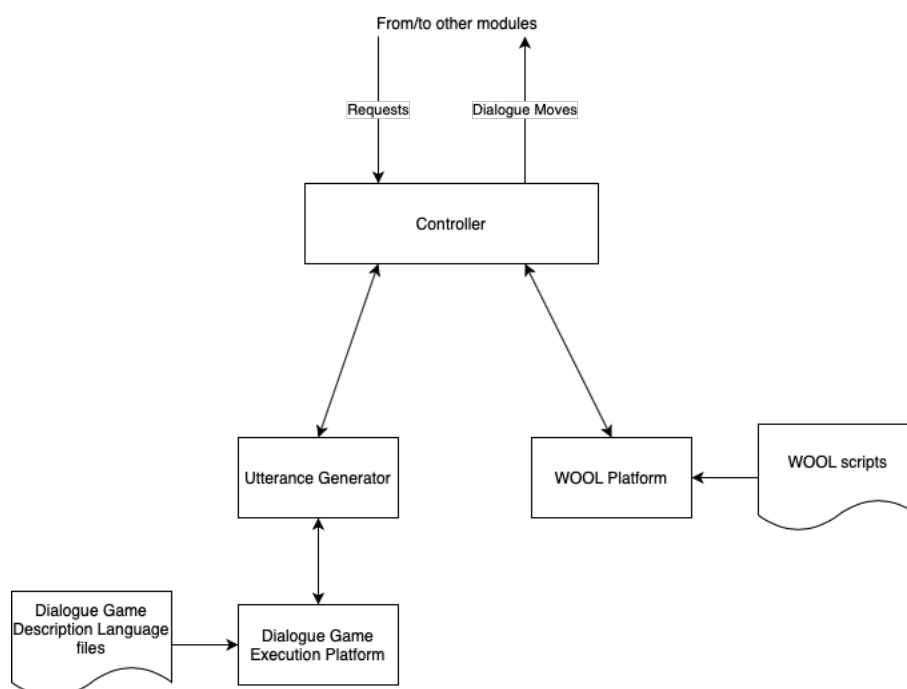 From/to other modules
Requests
Dialogue Moves
Controller
Utterance Generator
WOOL Platform
WOOL scripts
Dialogue Game
Description Language
files
Dialogue Game
Execution Platform